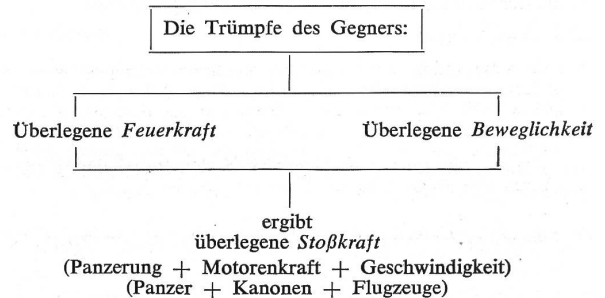 Die Trümpfe des Gegners:
Überlegene Feuerkraft Überlegene Beweglichkeit
ergibt
überlegene Stoßkraft
(Panzerung + Motorenkraft + Geschwindigkeit)
(Panzer + Kanonen + Flugzeuge)